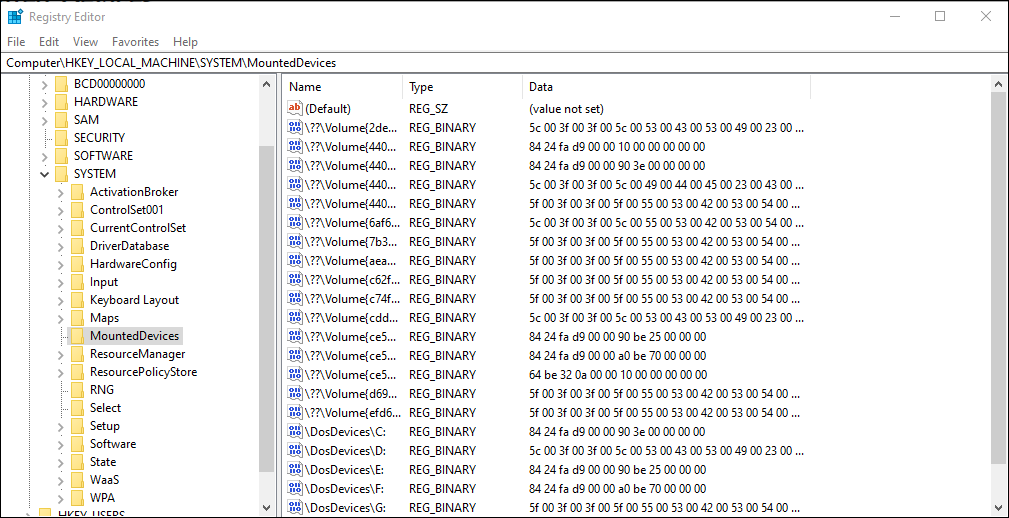 Registry Editor
File Edit View Favorites Help
Computer\HKEY_LOCAL_MACHINE\SYSTEM\MountedDevices
BCD00000000
HARDWARE
SAM
SECURITY
SOFTWARE
SYSTEM
ActivationBroker
ControlSet001
CurrentControlSet
DriverDatabase
HardwareConfig
Input
Keyboard Layout
Maps
MountedDevices
ResourceManager
ResourcePolicyStore
RNG
Select
Setup
Software
State
WaaS
WPA
HKEY_USERS
Name Type Data
(Default) REG_SZ (value not set)
\??\Volume{2de... REG_BINARY 5c 00 3f 00 3f 00 5c 00 53 00 43 00 53 00 49 00 23 00 ...
\??\Volume{440... REG_BINARY 84 24 fa d9 00 00 10 00 00 00 00 00
\??\Volume{440... REG_BINARY 84 24 fa d9 00 00 90 3e 00 00 00 00
\??\Volume{440... REG_BINARY 5c 00 3f 00 3f 00 5c 00 49 00 44 00 45 00 23 00 43 00 ...
\??\Volume{440... REG_BINARY 5f 00 3f 00 3f 00 5f 00 55 00 53 00 42 00 53 00 54 00 ...
\??\Volume{6af6... REG_BINARY 5c 00 3f 00 3f 00 5c 00 55 00 53 00 42 00 53 00 54 00 ...
\??\Volume{7b3... REG_BINARY 5f 00 3f 00 3f 00 5f 00 55 00 53 00 42 00 53 00 54 00 ...
\??\Volume{aea... REG_BINARY 5f 00 3f 00 3f 00 5f 00 55 00 53 00 42 00 53 00 54 00 ...
\??\Volume{c62f... REG_BINARY 5f 00 3f 00 3f 00 5f 00 55 00 53 00 42 00 53 00 54 00 ...
\??\Volume{c74f... REG_BINARY 5f 00 3f 00 3f 00 5f 00 55 00 53 00 42 00 53 00 54 00 ...
\??\Volume{cdd... REG_BINARY 5c 00 3f 00 3f 00 5c 00 53 00 43 00 53 00 49 00 23 00 ...
\??\Volume{ce5... REG_BINARY 84 24 fa d9 00 00 90 be 25 00 00 00
\??\Volume{ce5... REG_BINARY 84 24 fa d9 00 00 a0 be 70 00 00 00
\??\Volume{ce5... REG_BINARY 64 be 32 0a 00 00 10 00 00 00 00 00
\??\Volume{d69... REG_BINARY 5f 00 3f 00 3f 00 5f 00 55 00 53 00 42 00 53 00 54 00 ...
\??\Volume{efd6... REG_BINARY 5f 00 3f 00 3f 00 5f 00 55 00 53 00 42 00 53 00 54 00 ...
\DosDevices\C: REG_BINARY 84 24 fa d9 00 00 90 3e 00 00 00 00
\DosDevices\D: REG_BINARY 5c 00 3f 00 3f 00 5c 00 53 00 43 00 53 00 49 00 23 00 ...
\DosDevices\E: REG_BINARY 84 24 fa d9 00 00 90 be 25 00 00 00
\DosDevices\F: REG_BINARY 84 24 fa d9 00 00 a0 be 70 00 00 00
\DosDevices\G: REG_BINARY 5f 00 3f 00 3f 00 5f 00 55 00 53 00 42 00 53 00 54 00 ...